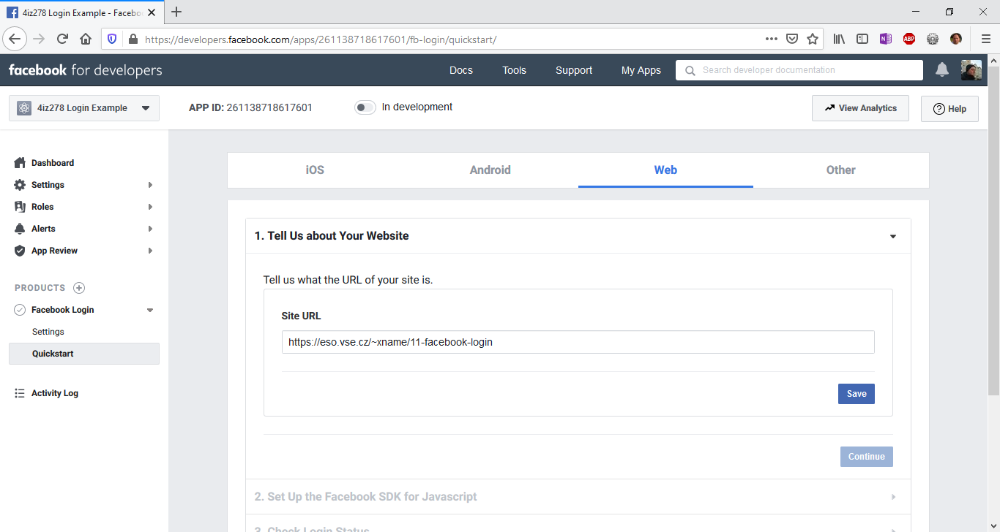 4iz278 Login Example - Facebo
https://developers.facebook.com/apps/261138718617601/fb-login/quickstart/
ABP
facebook for developers
Docs
Tools
Support
My Apps
Search developer documentation
4iz278 Login Example
APP ID: 261138718617601
In development
View Analytics
Help
Dashboard
Settings
Roles
Alerts
App Review
PRODUCTS
Facebook Login
Settings
Quickstart
Activity Log
iOS
Android
Web
Other
1. Tell Us about Your Website
Tell us what the URL of your site is.
Site URL
https://eso.vse.cz/~xname/11-facebook-login
Save
Continue
2. Set Up the Facebook SDK for Javascript
3. Check Login Status